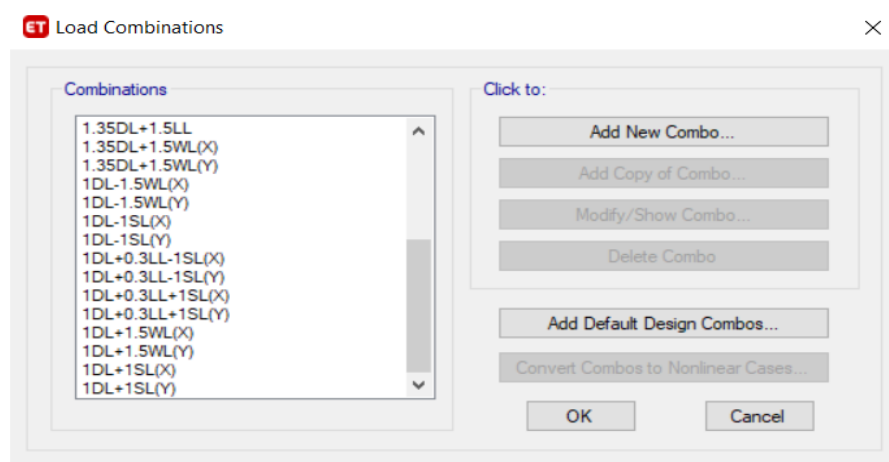 ET Load Combinations
Combinations
1.35DL+1.5LL
1.35DL+1.5WL(X)
1.35DL+1.5WL(Y)
1DL-1.5WL(X)
1DL-1.5WL(Y)
1DL-1SL(X)
1DL-1SL(Y)
1DL+0.3LL-1SL(X)
1DL+0.3LL-1SL(Y)
1DL+0.3LL+1SL(X)
1DL+0.3LL+1SL(Y)
1DL+1.5WL(X)
1DL+1.5WL(Y)
1DL+1SL(X)
1DL+1SL(Y)
Click to:
Add New Combo...
Add Copy of Combo...
Modify/Show Combo...
Delete Combo
Add Default Design Combos...
Convert Combos to Nonlinear Cases...
OK
Cancel